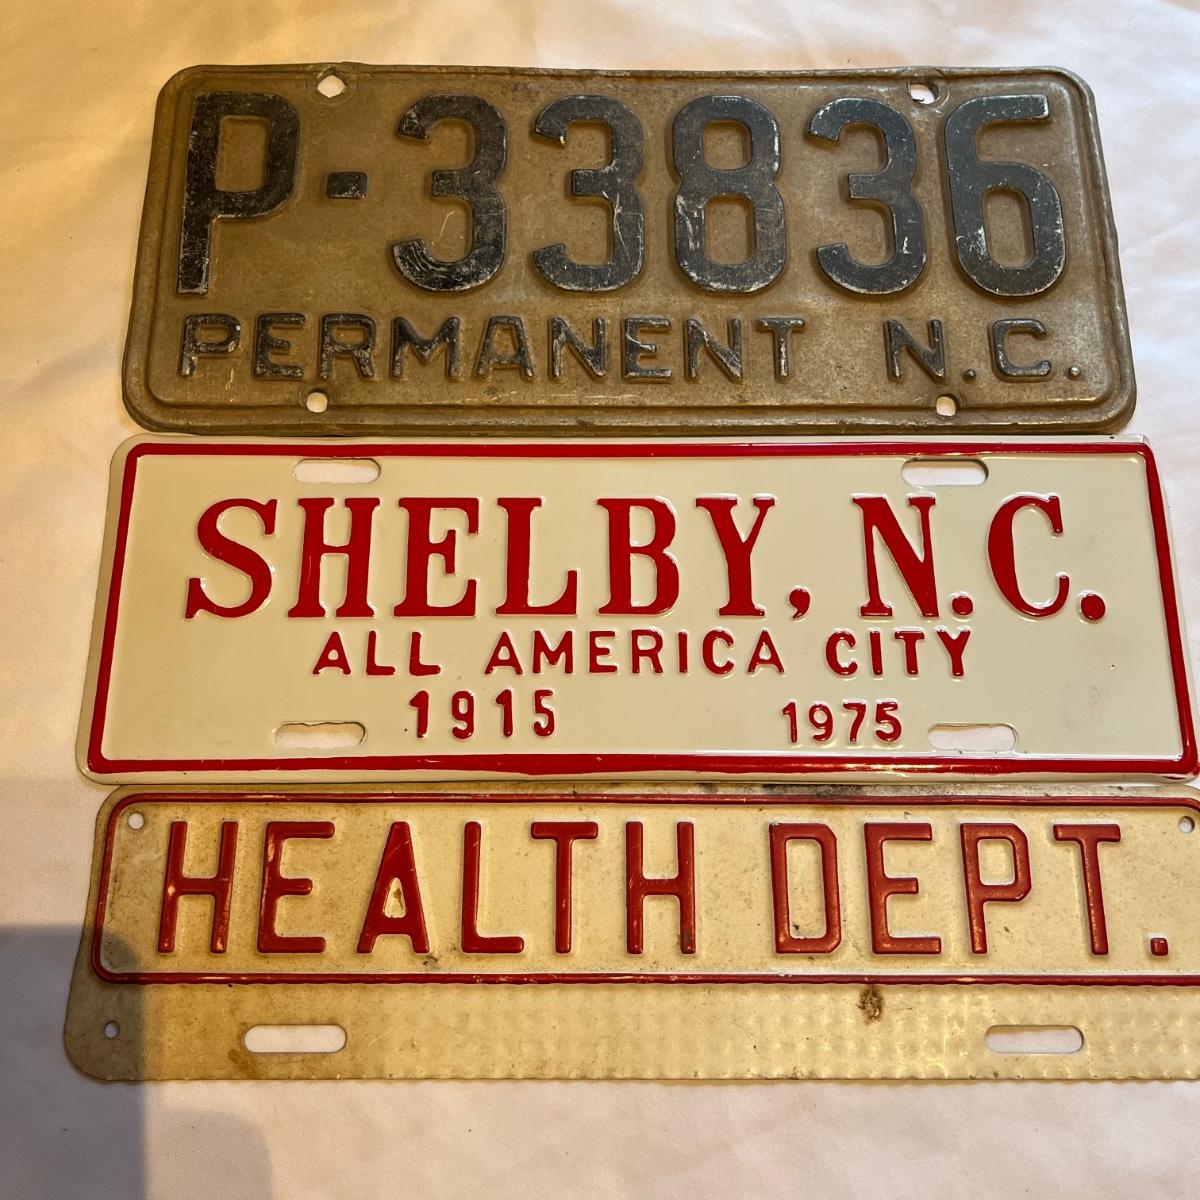 P-33836
PERMANENT N.C.
SHELBY, N.C.
ALL AMERICA CITY
1915 1975
HEALTH DEPT.